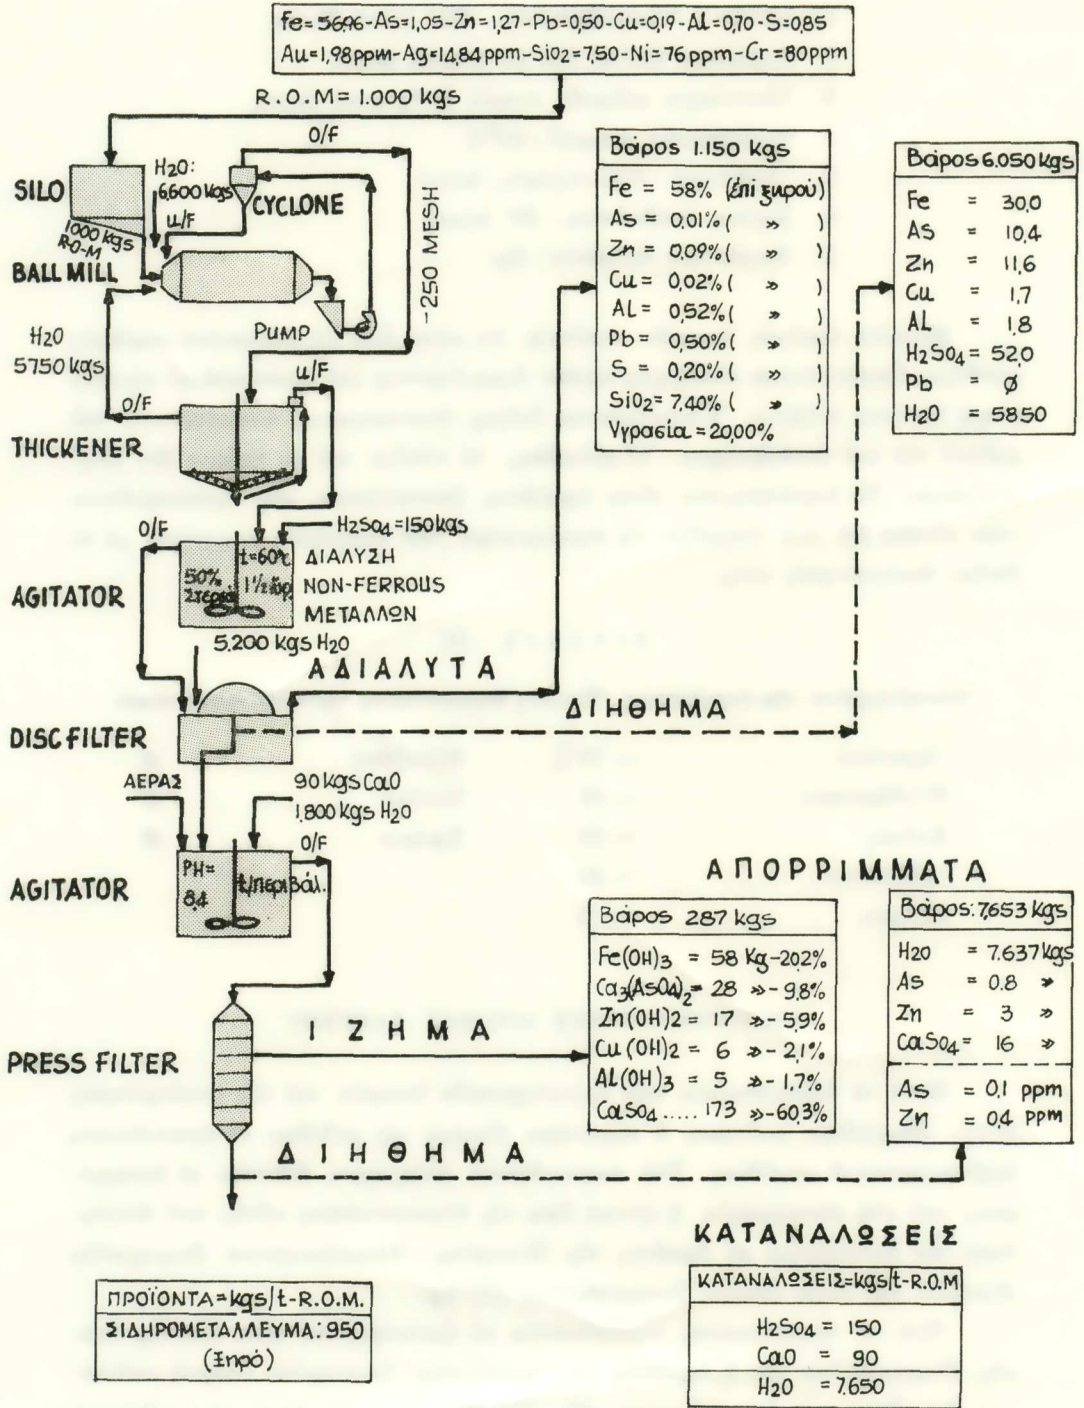 Fe=56,96-As=1,05-Zn=1,27-Pb=0,50-Cu=0,19-Al=0,70-S=0,85
Au=1,98ppm-Ag=14,84ppm-SiO2=7,50-Ni=76ppm-Cr=80ppm
R.O.M=1.000 kgs
O/F
SILO
H2O:
6,600kgs
CYCLONE
1000 kgs
R.O.M
u/F
BALL MILL
-250 MESH
PUMP
H2O
5750 kgs
u/F
O/F
THICKENER
Βάρος 1.150 kgs
Fe = 58% (ἐπί ξηροῦ)
As = 0,01% ( » )
Zn = 0,09% ( » )
Cu = 0,02% ( » )
AL = 0,52% ( » )
Pb = 0,50% ( » )
S = 0,20% ( » )
SiO2= 7,40% ( » )
Υγρασία = 20,00%
Βάρος 6.050 kgs
Fe = 30,0
As = 10,4
Zn = 11,6
Cu = 1,7
AL = 1,8
H2SO4= 52,0
Pb = Ø
H2O = 5850
O/F
H2SO4=150kgs
AGITATOR
50%
Στερεά
t=60°C
1 1/2 ὥρ.
ΔΙΑΛΥΣΗ
NON-FERROUS
ΜΕΤΑΛΛΩΝ
5.200 kgs H2O
ΑΔΙΑΛΥΤΑ
ΔΙΗΘΗΜΑ
DISC FILTER
ΑΕΡΑΣ
90 kgs CaO
1,800 kgs H2O
O/F
AGITATOR
PH=
8,4
t/περιβάλ.
ΑΠΟΡΡΙΜΜΑΤΑ
Βάρος 287 kgs
Fe(OH)3 = 58 Kg-20,2%
Ca3(AsO4)2= 28 »- 9,8%
Zn(OH)2 = 17 »- 5,9%
Cu (OH)2 = 6 »- 2,1%
Al(OH)3 = 5 »- 1,7%
CaSO4 ..... 173 »-60,3%
Βάρος: 7,653 kgs
H2O = 7.637kgs
As = 0.8 »
Zn = 3 »
CaSO4= 16 »
As = 0,1 ppm
Zn = 0,4 ppm
ΙΖΗΜΑ
PRESS FILTER
ΔΙΗΘΗΜΑ
ΚΑΤΑΝΑΛΩΣΕΙΣ
ΚΑΤΑΝΑΛΩΣΕΙΣ=kgs/t-R.O.M
H2SO4 = 150
CaO = 90
H2O = 7.650
ΠΡΟΪΟΝΤΑ=kgs/t-R.O.M.
ΣΙΔΗΡΟΜΕΤΑΛΛΕΥΜΑ: 950
(Ξηρό)